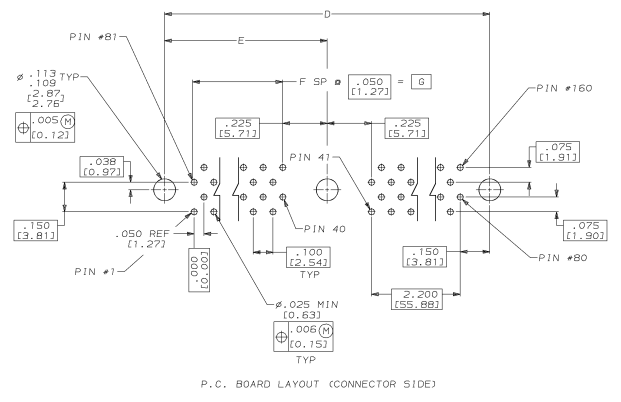 D
PIN #81
E
ø .113 TYP
.109
[2.87]
2.76]
.005 Ⓜ
[0.12]
F SP @ .050 = G
[1.27]
PIN #160
.225
[5.71]
.225
[5.71]
PIN 41
.038
[0.97]
.075
[1.91]
.150
[3.81]
.050 REF
[1.27]
PIN 40
.075
[1.90]
PIN #1
.000
[0.00]
.100
[2.54]
TYP
.150
[3.81]
PIN #80
ø.025 MIN
[0.63]
.006 Ⓜ
[0.15]
TYP
2.200
[55.88]
P.C. BOARD LAYOUT (CONNECTOR SIDE)